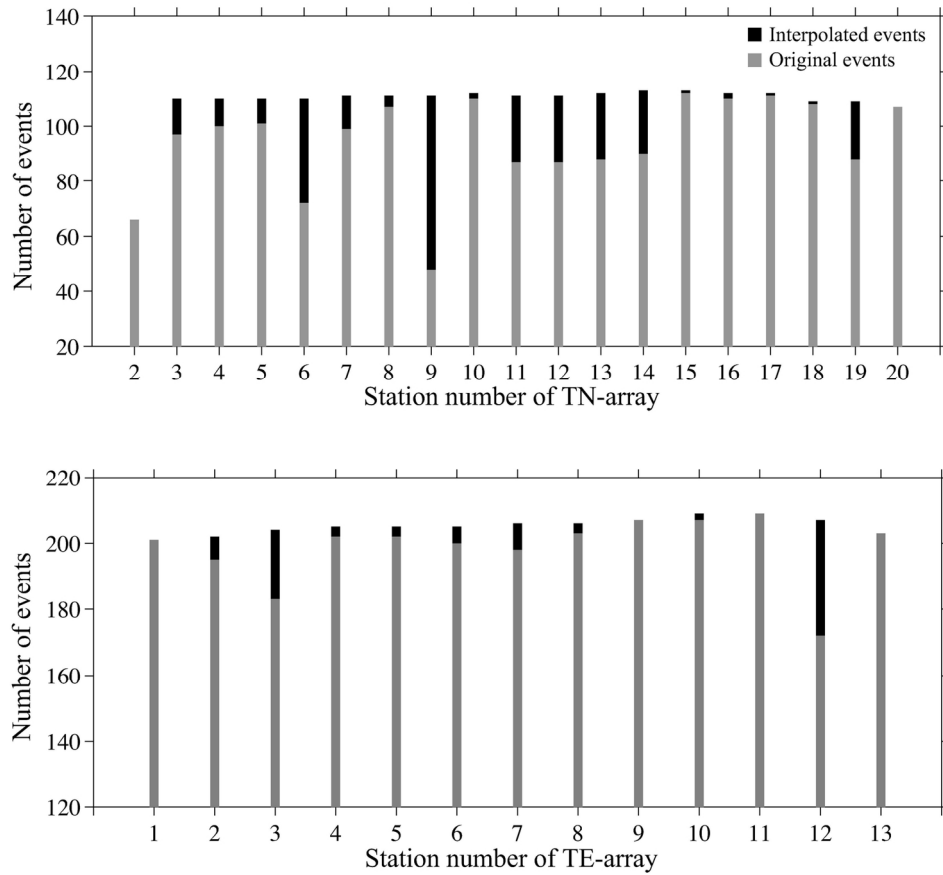 140
Interpolated events
Original events
120
100
80
60
40
20
Number of events
2 3 4 5 6 7 8 9 10 11 12 13 14 15 16 17 18 19 20
Station number of TN-array
220
200
180
160
140
120
Number of events
1 2 3 4 5 6 7 8 9 10 11 12 13
Station number of TE-array